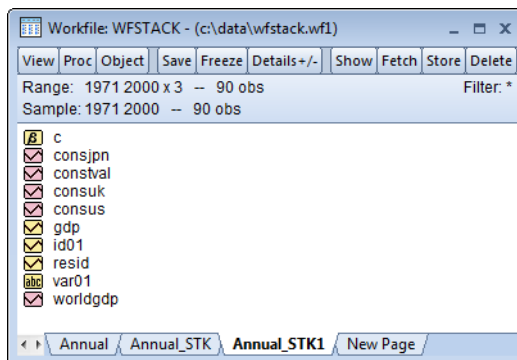 Workfile: WFSTACK - (c:\data\wfstack.wf1)
View Proc Object Save Freeze Details+/- Show Fetch Store Delete
Range: 1971 2000 x 3 -- 90 obs Filter: *
Sample: 1971 2000 -- 90 obs
β c
consjpn
constval
consuk
consus
gdp
id01
resid
abc var01
worldgdp
Annual Annual_STK Annual_STK1 New Page